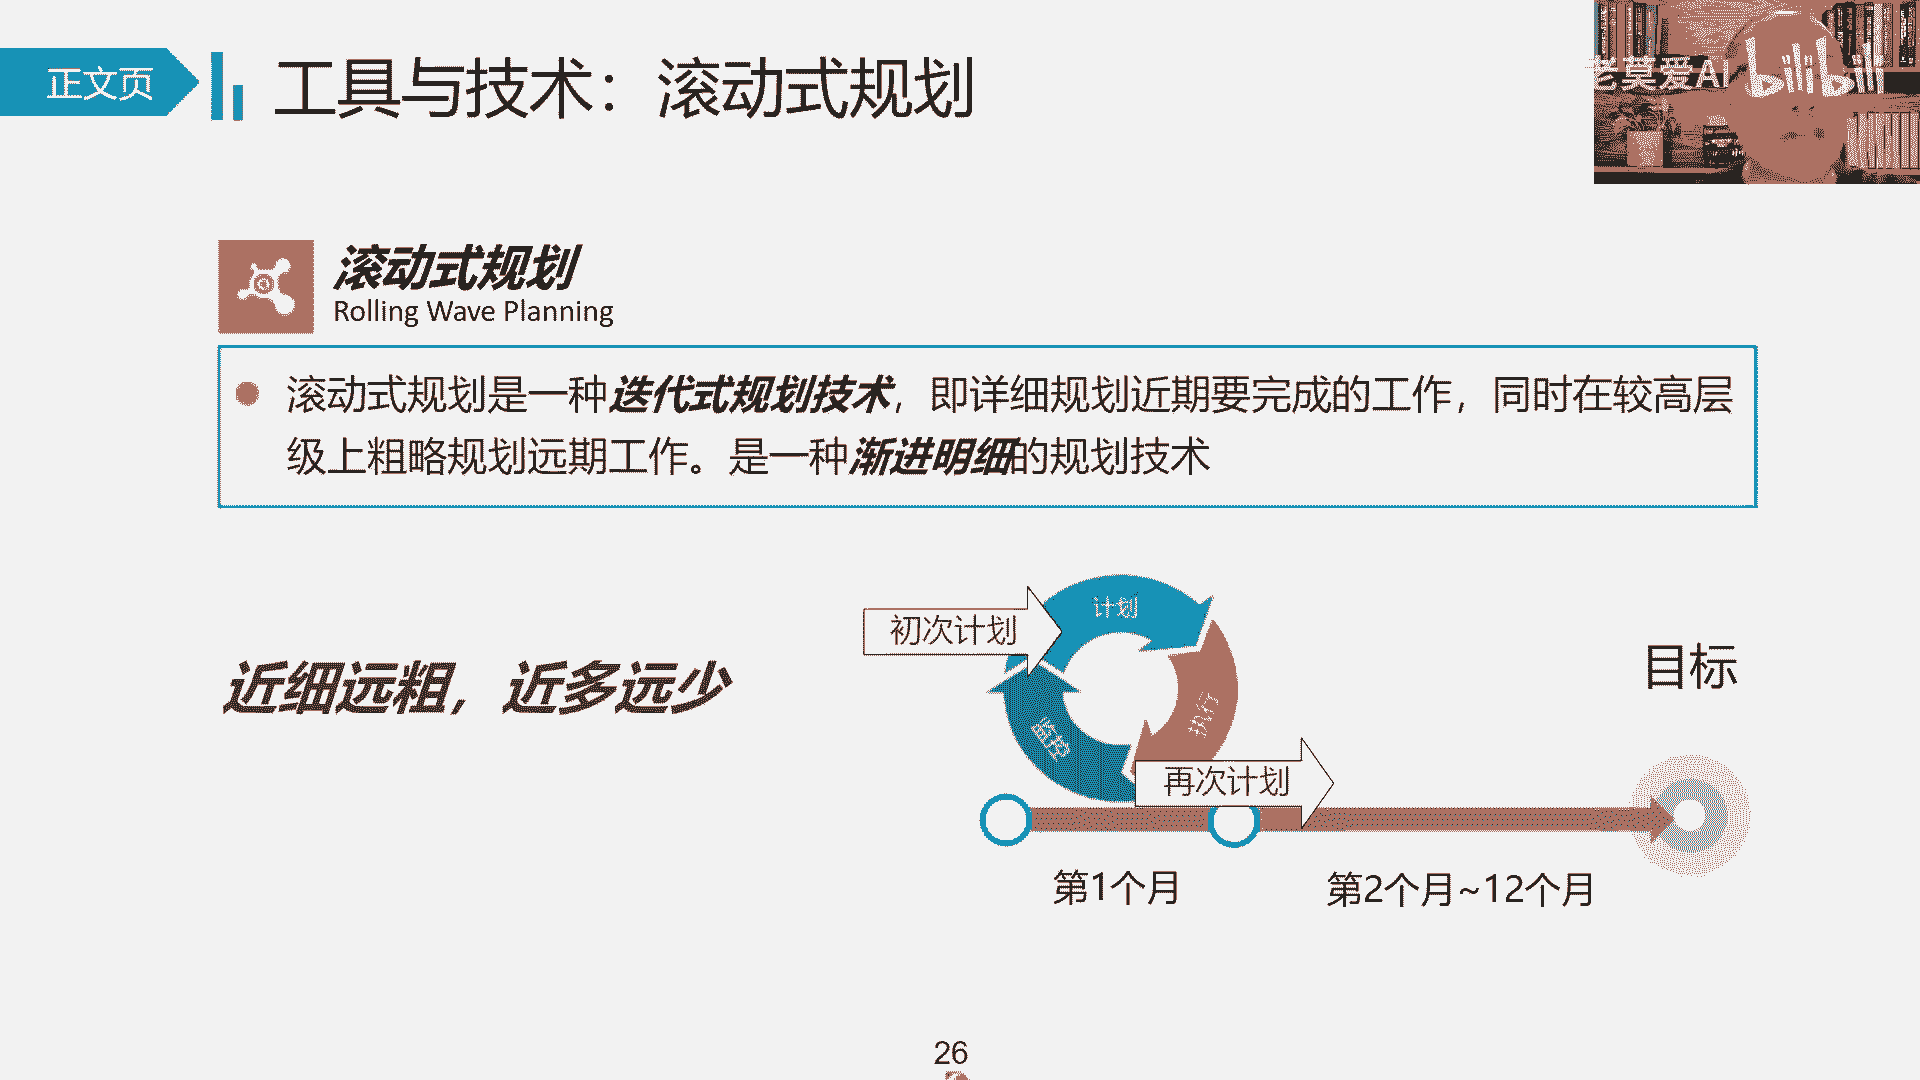 正文页
工具与技术：滚动式规划
老莫爱AI
bilibili
滚动式规划
Rolling Wave Planning
滚动式规划是一种迭代式规划技术，即详细规划近期要完成的工作，同时在较高层
级上粗略规划远期工作。是一种渐进明细的规划技术
近细远粗，近多远少
初次计划
计划
执行
监控
再次计划
目标
第1个月
第2个月~12个月
26